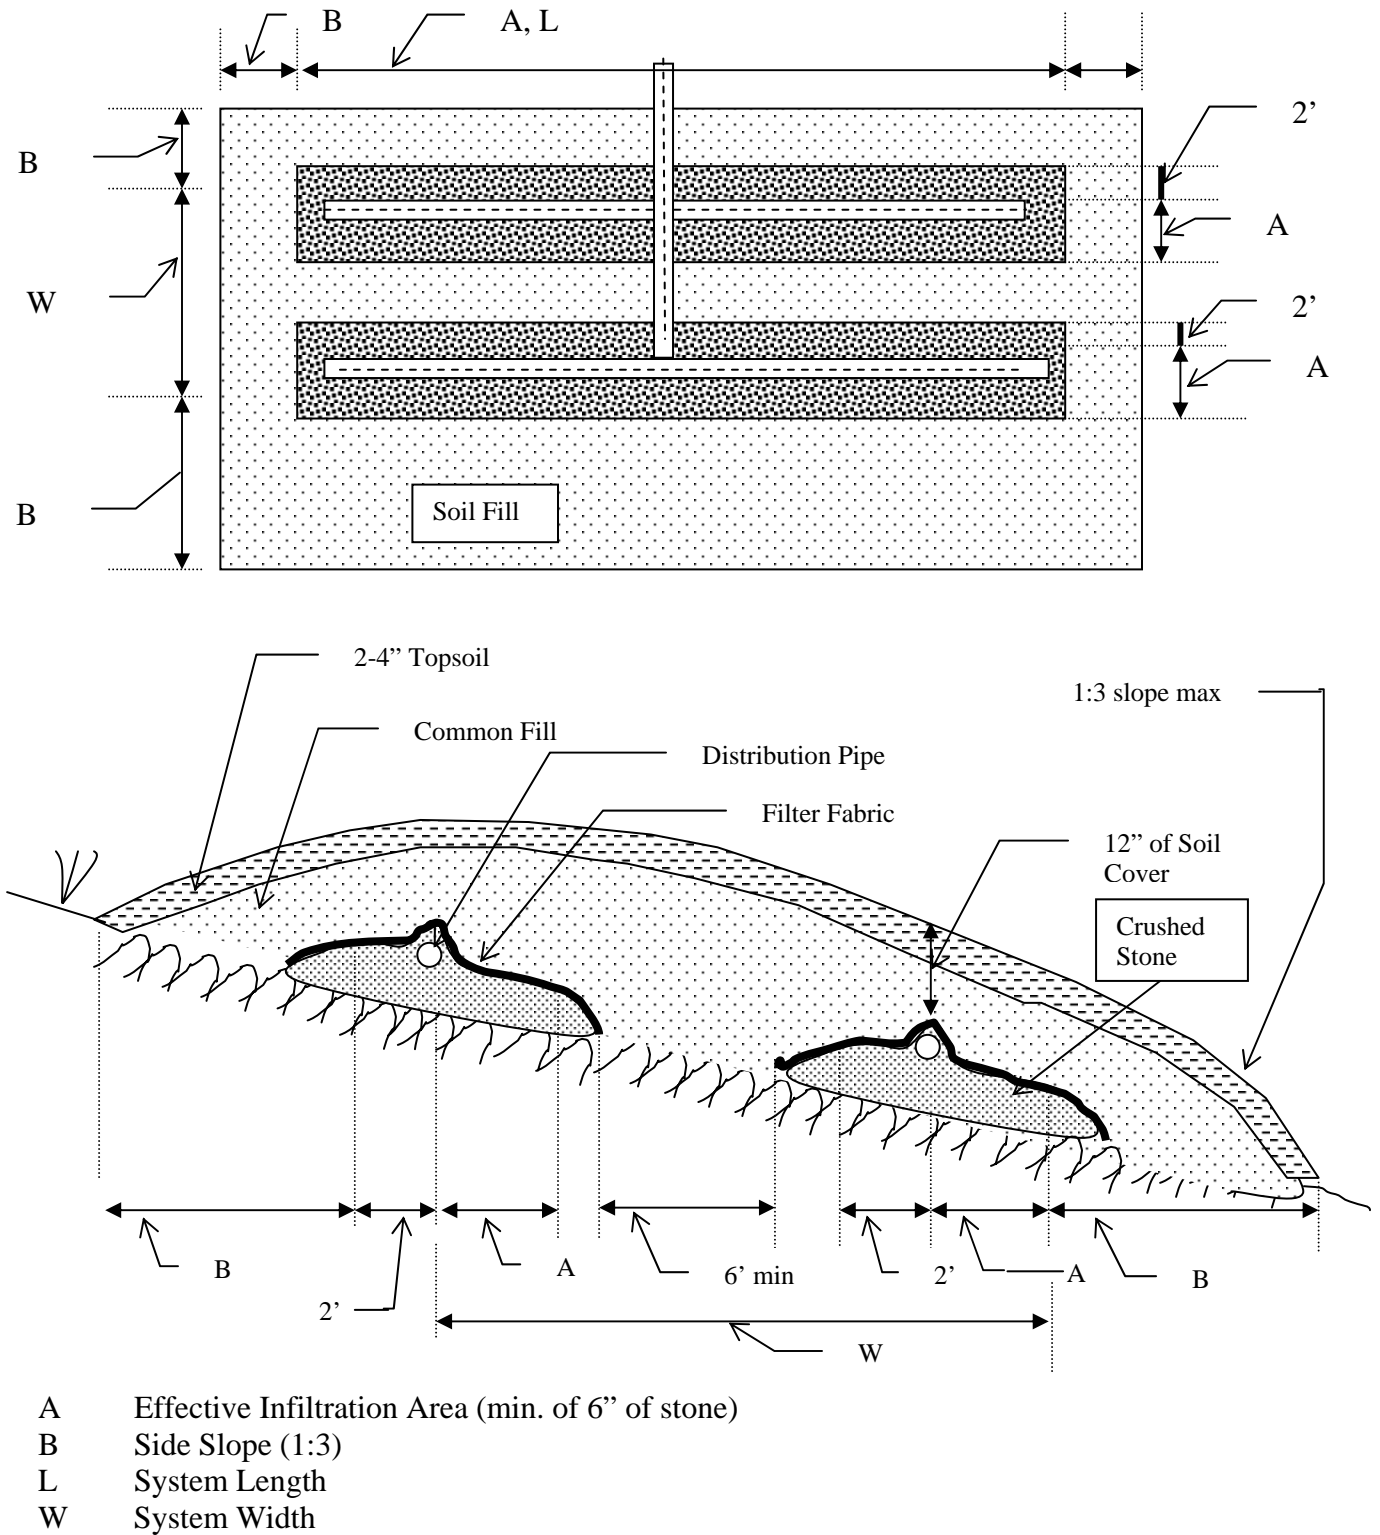 B
A, L
2’
B
A
W
2’
A
B
Soil Fill
2-4” Topsoil
1:3 slope max
Common Fill
Distribution Pipe
Filter Fabric
12” of Soil
Cover
Crushed
Stone
B
A
6’ min
2’
A
B
2’
W
A Effective Infiltration Area (min. of 6” of stone)
B Side Slope (1:3)
L System Length
W System Width